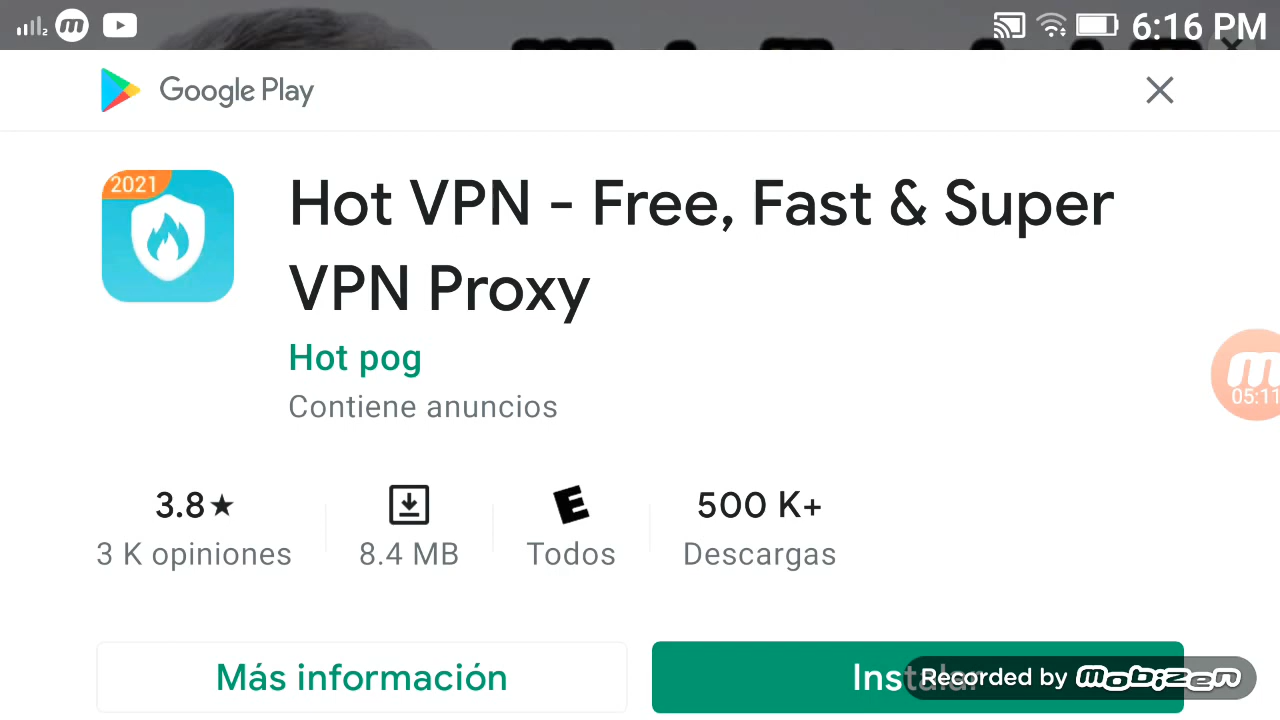 6:16 PM
Google Play
2021
Hot VPN - Free, Fast & Super
VPN Proxy
Hot pog
Contiene anuncios
05:11
3.8★
500 K+
3 K opiniones
8.4 MB
Todos
Descargas
Más información
Instalar
Recorded by mobizen